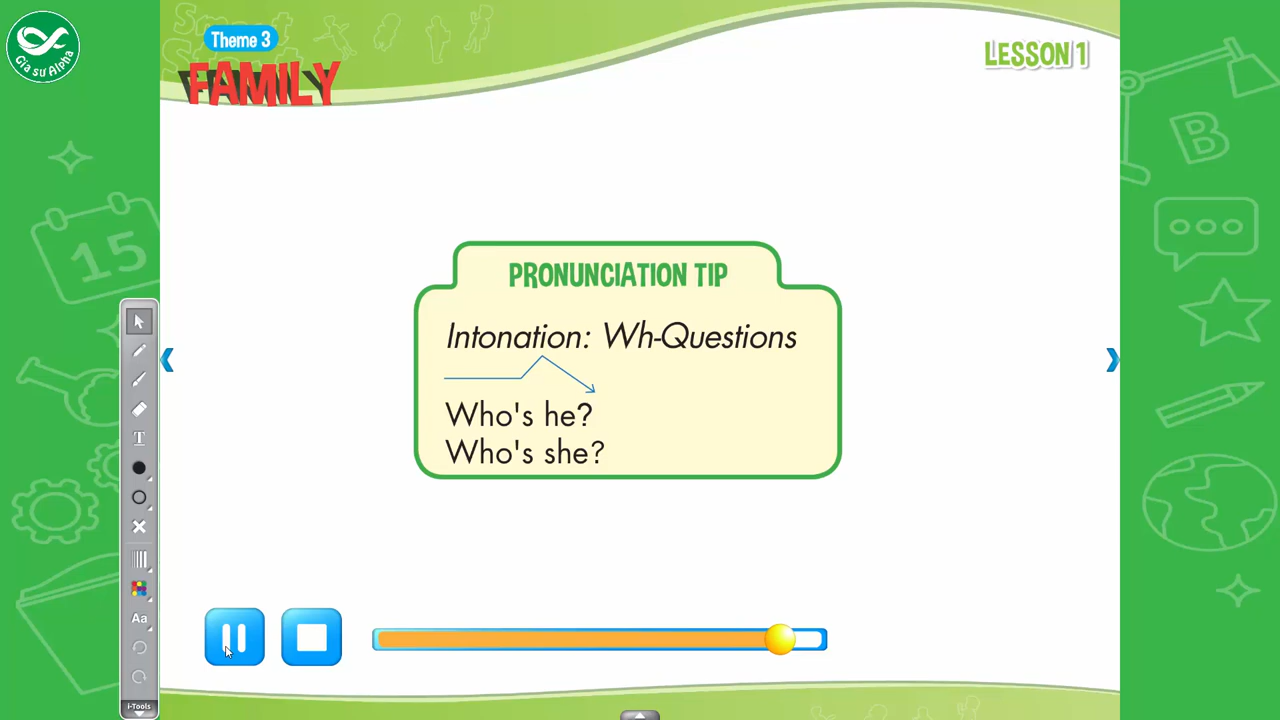 Gia sư Alpha
Theme 3
FAMILY
LESSON 1
15
B
PRONUNCIATION TIP
Intonation: Wh-Questions
Who's he?
Who's she?
T
Aa
i-Tools